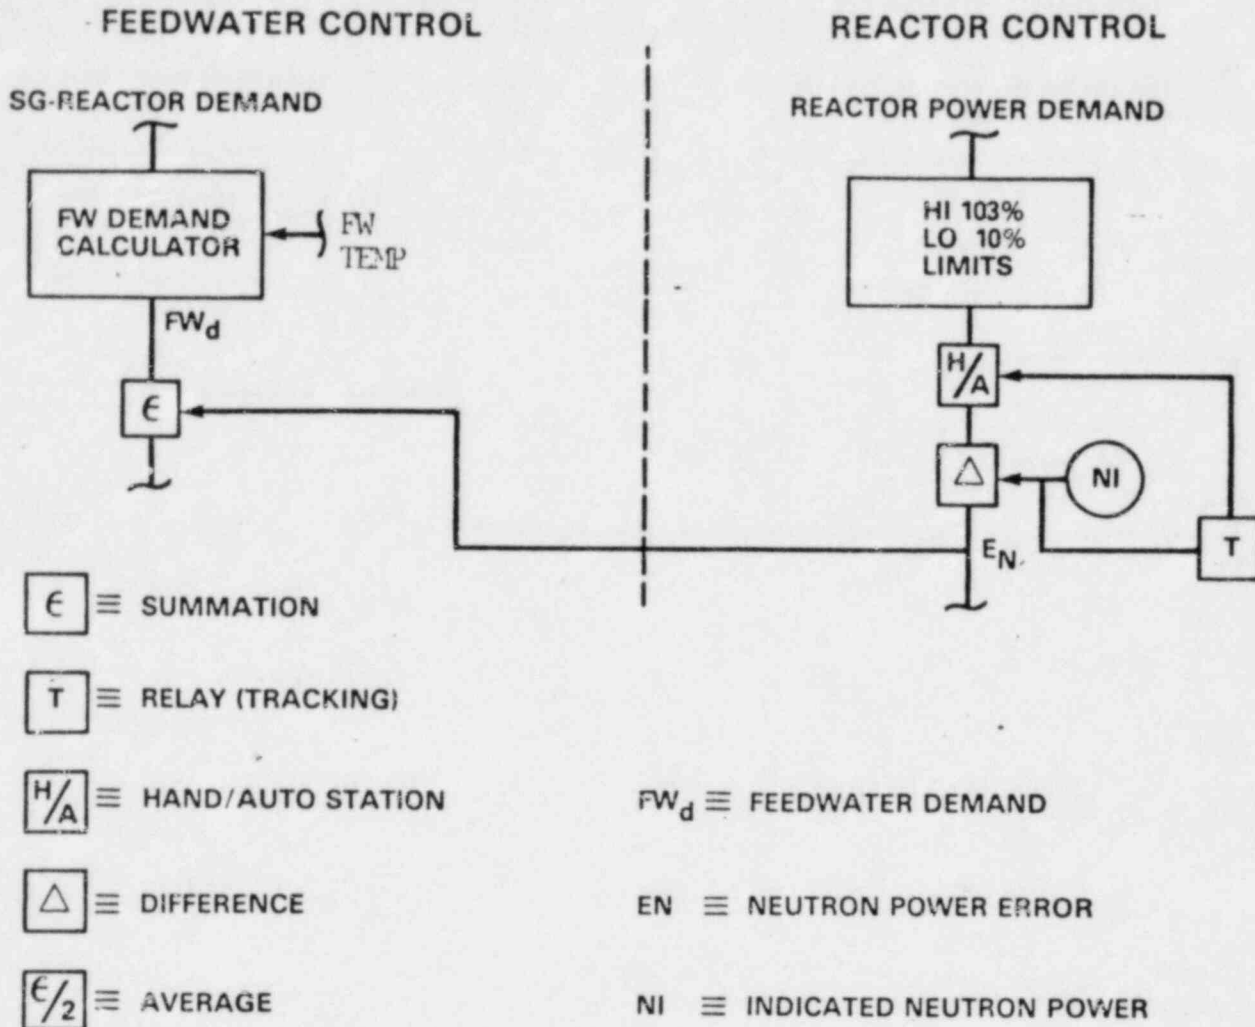 FEEDWATER CONTROL
REACTOR CONTROL
SG-REACTOR DEMAND
REACTOR POWER DEMAND
FW DEMAND
CALCULATOR
FW
TEMP
HI 103%
LO 10%
LIMITS
FWd
H/A
ϵ
Δ
NI
EN
T
ϵ ≡ SUMMATION
T ≡ RELAY (TRACKING)
H/A ≡ HAND/AUTO STATION
FWd ≡ FEEDWATER DEMAND
Δ ≡ DIFFERENCE
EN ≡ NEUTRON POWER ERROR
ϵ/2 ≡ AVERAGE
NI ≡ INDICATED NEUTRON POWER